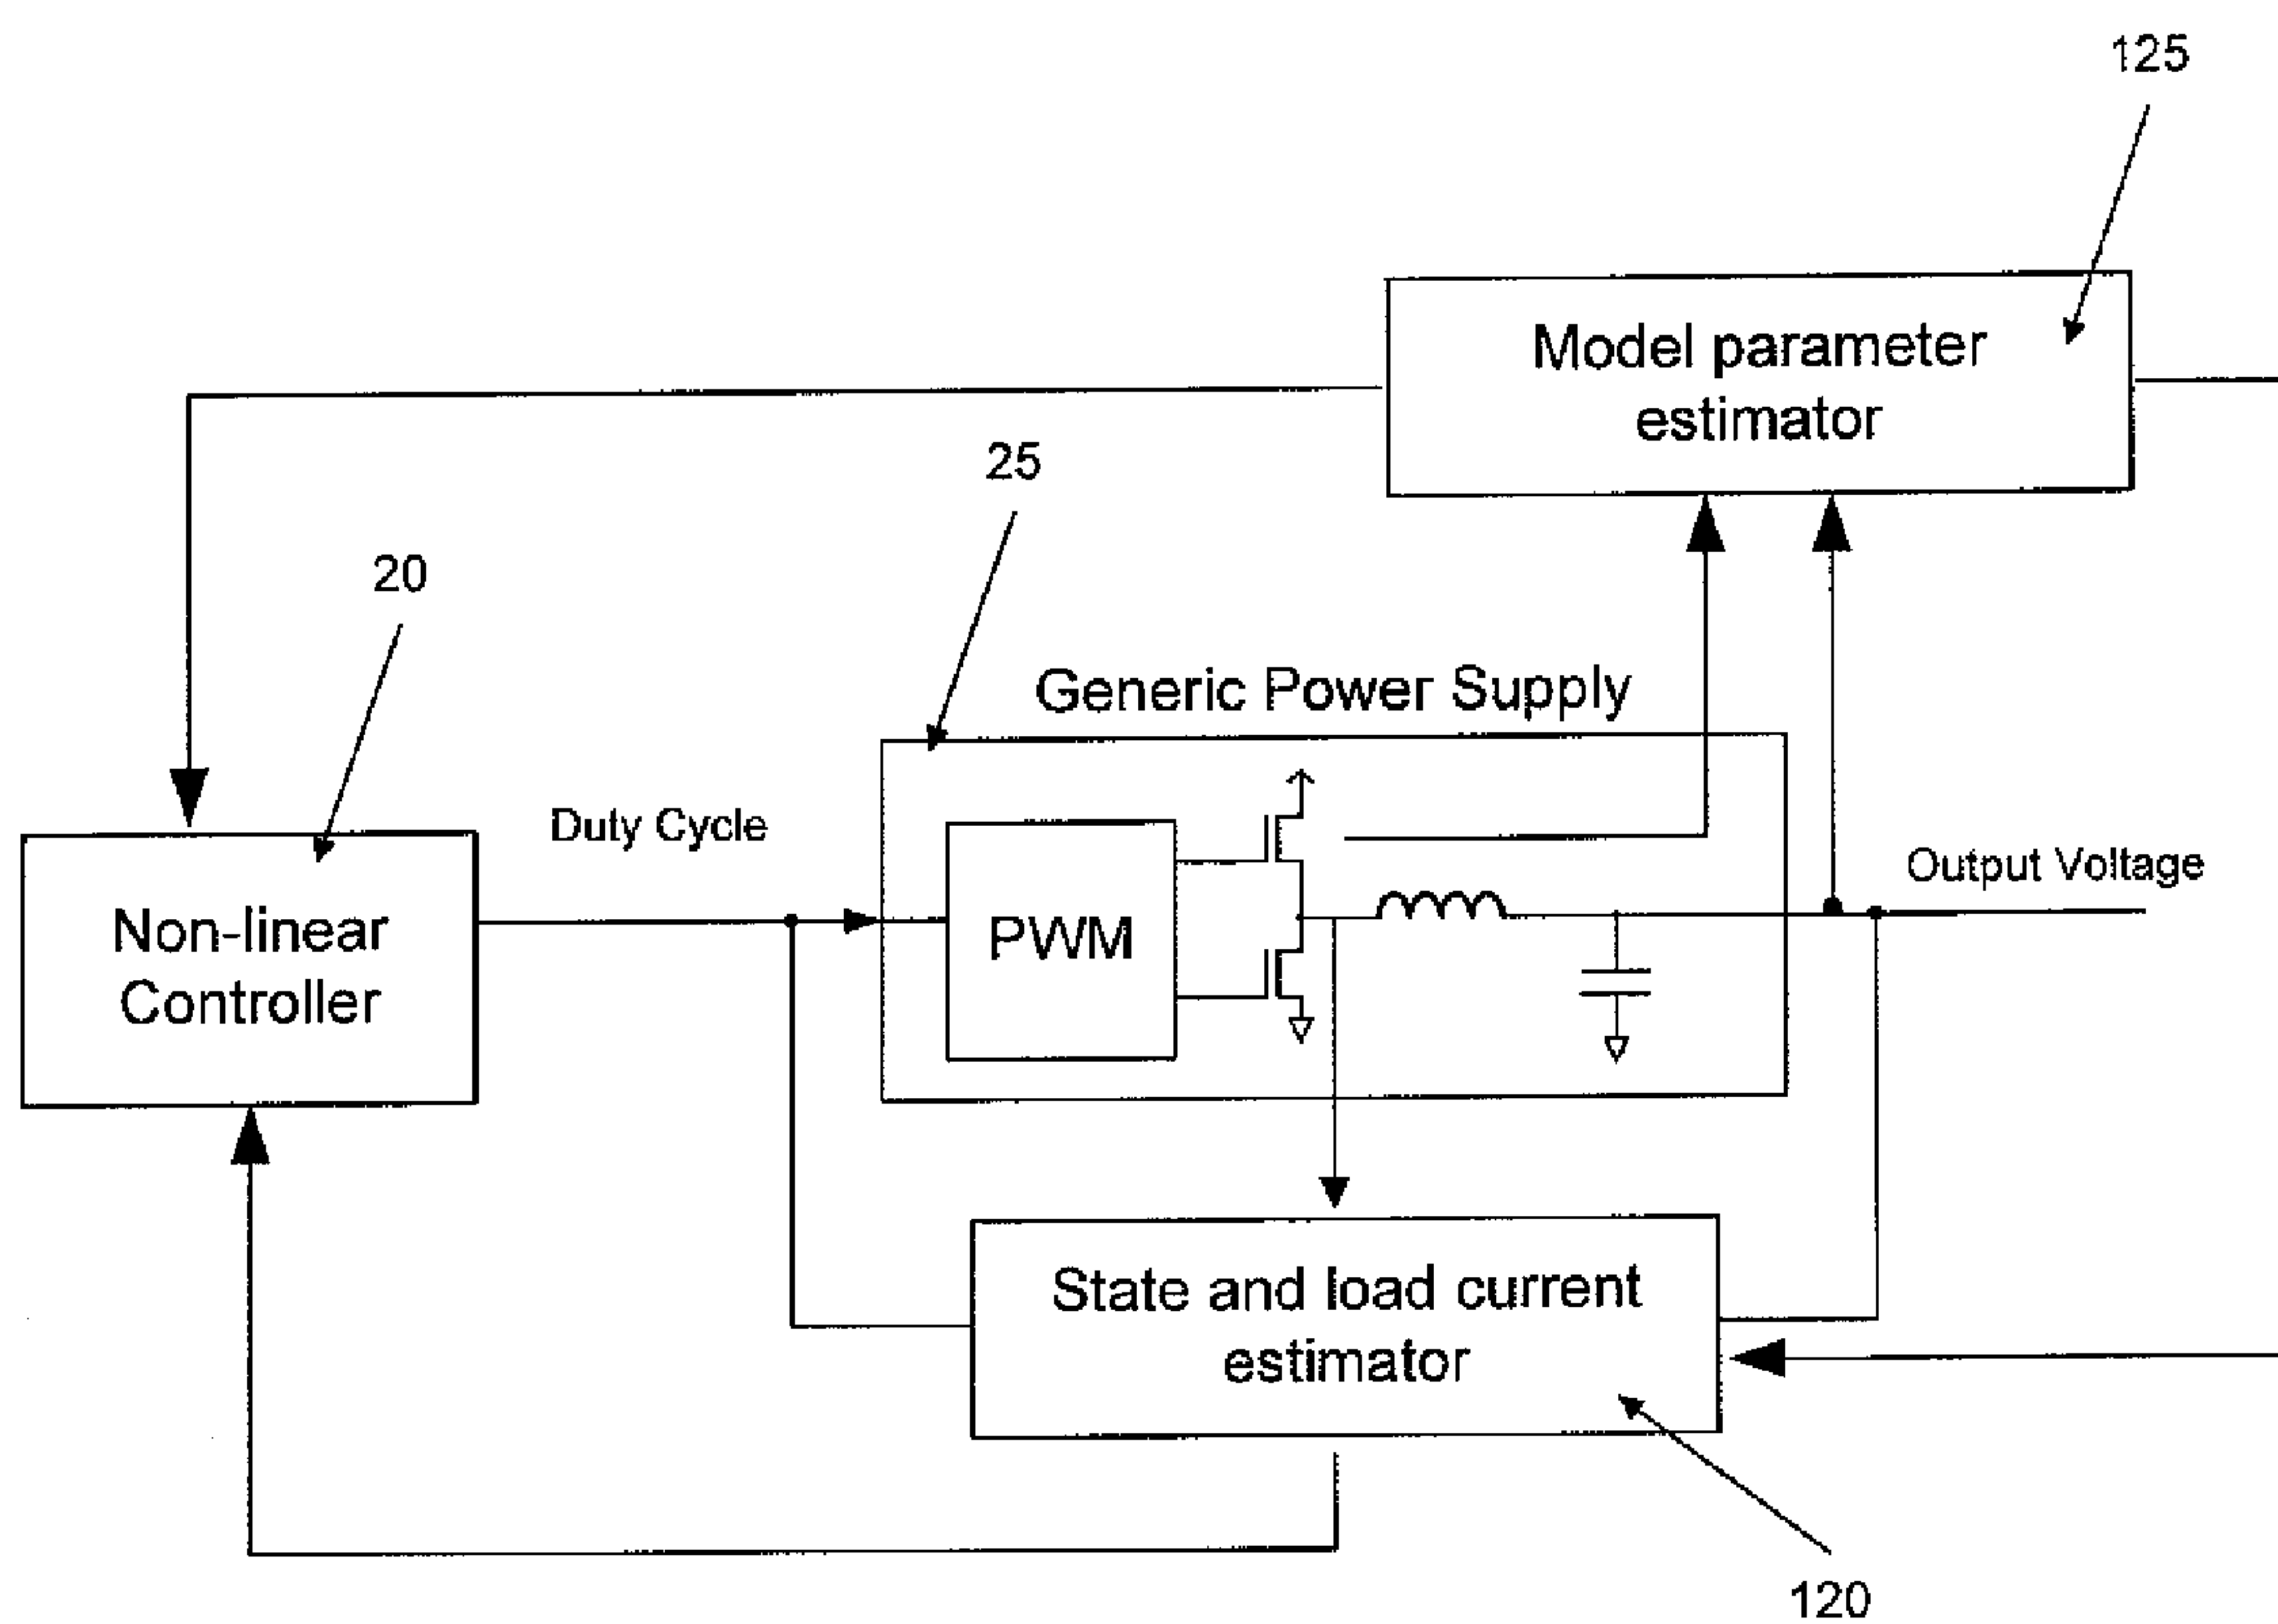 125
Model parameter
estimator
25
20
Generic Power Supply
Duty Cycle
Output Voltage
Non-linear
Controller
PWM
State and load current
estimator
120